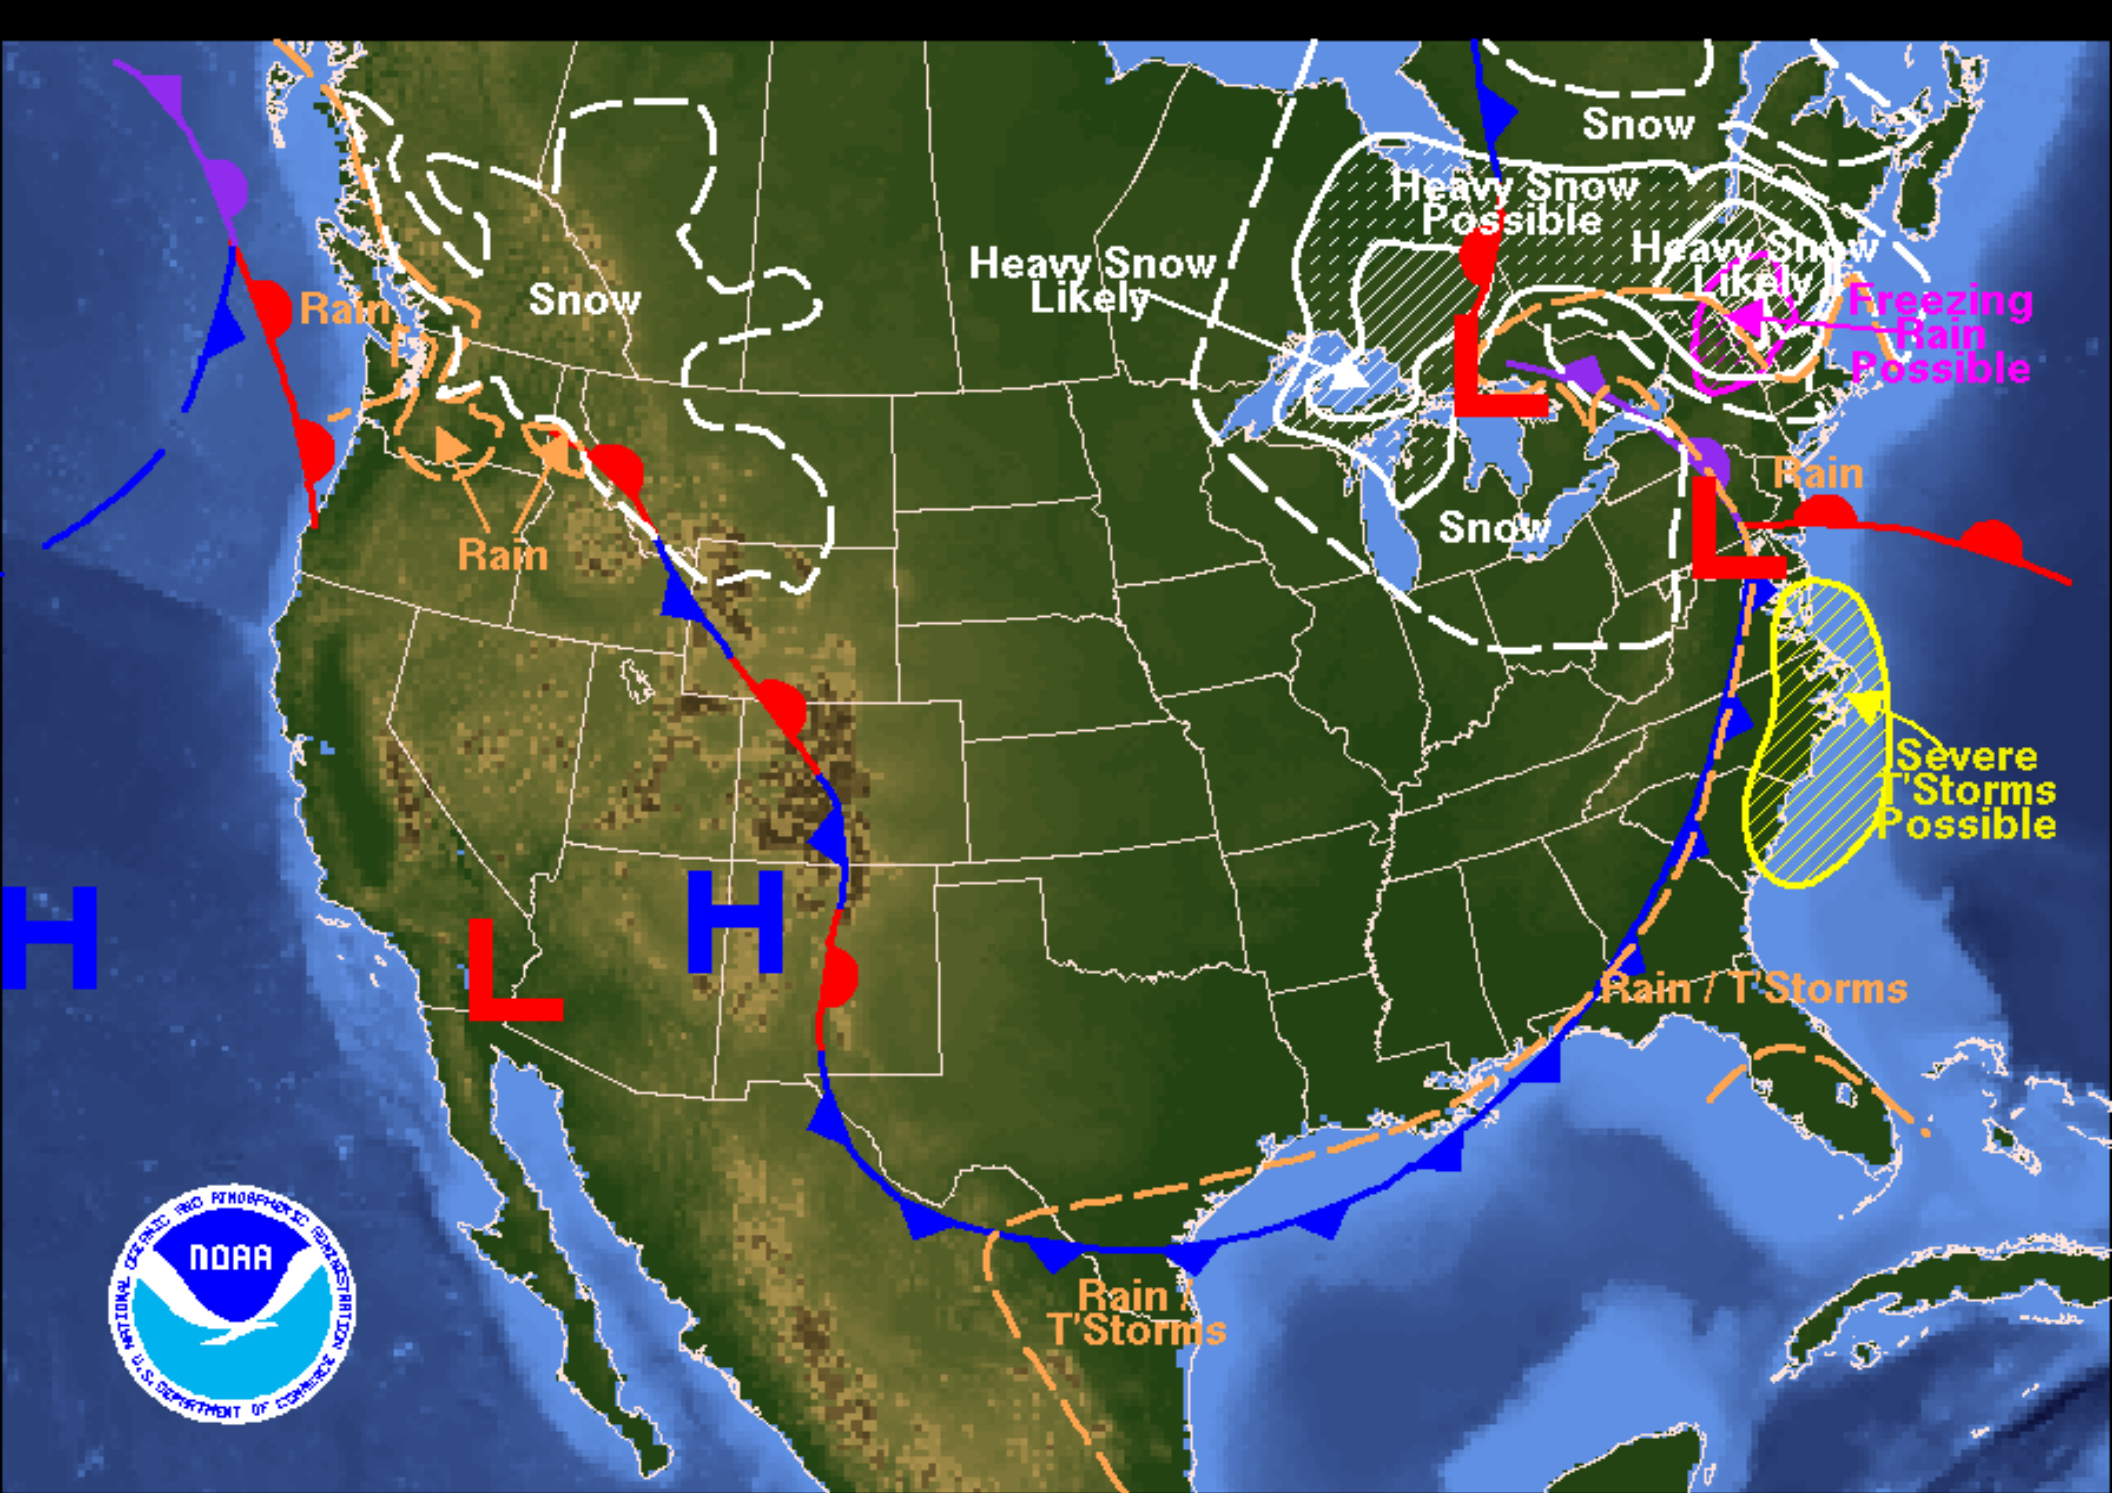 Snow
Heavy Snow
Possible
Heavy Snow
Likely
Heavy Snow
Likely
Freezing
Rain
Possible
Snow
Rain
Rain
Snow
Rain
L
L
Severe
T'Storms
Possible
H
H
L
Rain / T'Storms
Rain /
T'Storms
NOAA
NATIONAL OCEANIC AND ATMOSPHERIC ADMINISTRATION
U.S. DEPARTMENT OF COMMERCE